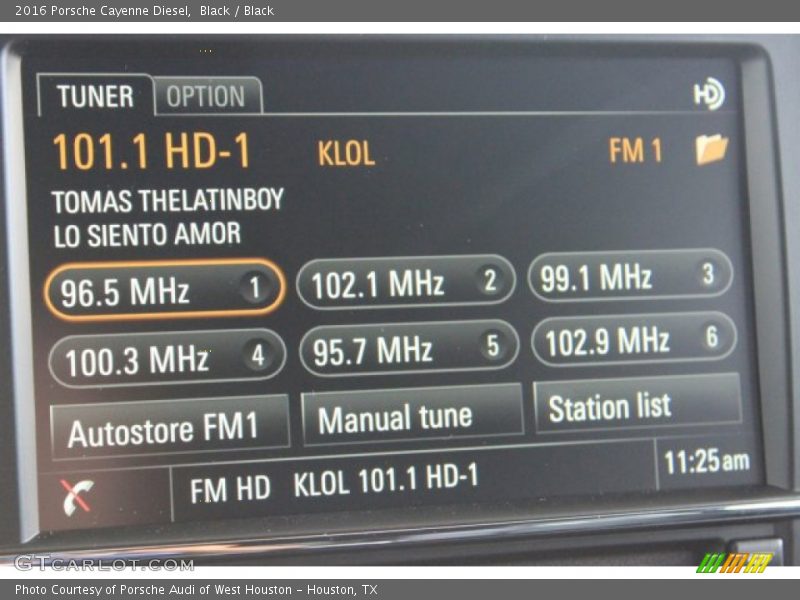 2016 Porsche Cayenne Diesel, Black / Black
TUNER OPTION HD
101.1 HD-1 KLOL FM 1
TOMAS THELATINBOY
LO SIENTO AMOR
96.5 MHz 1 102.1 MHz 2 99.1 MHz 3
100.3 MHz 4 95.7 MHz 5 102.9 MHz 6
Autostore FM1 Manual tune Station list
FM HD KLOL 101.1 HD-1 11:25am
GTCARLOT.COM
Photo Courtesy of Porsche Audi of West Houston - Houston, TX